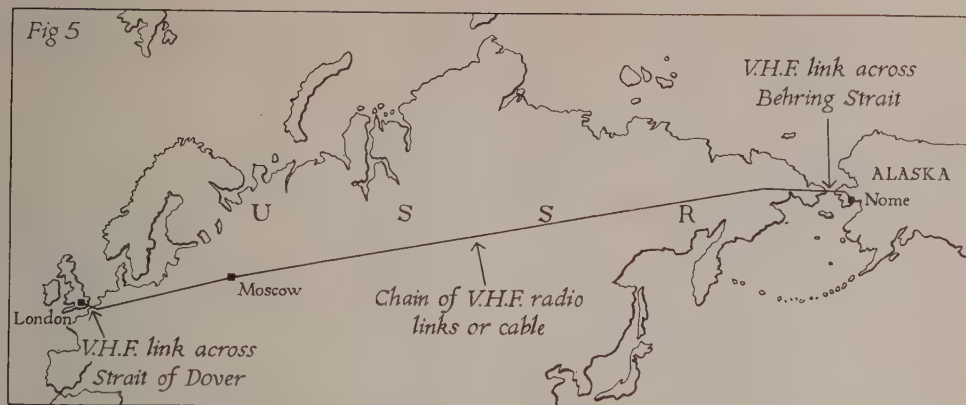 Fig 5
V.H.F. link across
Behring Strait
ALASKA
Nome
U S S R
Moscow
London
Chain of V.H.F. radio
links or cable
V.H.F. link across
Strait of Dover